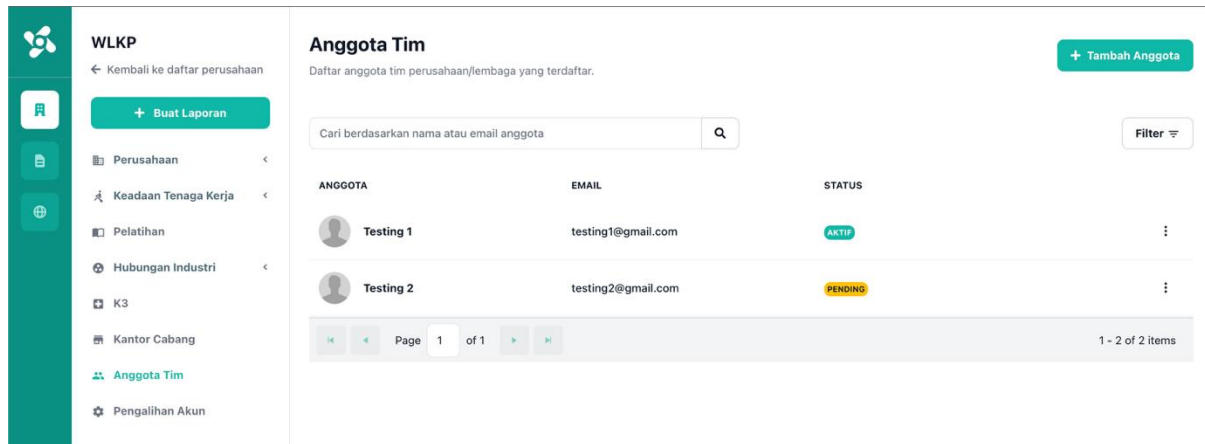 WLKP
Kembali ke daftar perusahaan
+ Buat Laporan
Perusahaan
Keadaan Tenaga Kerja
Pelatihan
Hubungan Industri
K3
Kantor Cabang
Anggota Tim
Pengalihan Akun
Anggota Tim
Daftar anggota tim perusahaan/lembaga yang terdaftar.
+ Tambah Anggota
Cari berdasarkan nama atau email anggota
Filter
ANGGOTA EMAIL STATUS
Testing 1 testing1@gmail.com AKTIF
Testing 2 testing2@gmail.com PENDING
Page 1 of 1 1 - 2 of 2 items